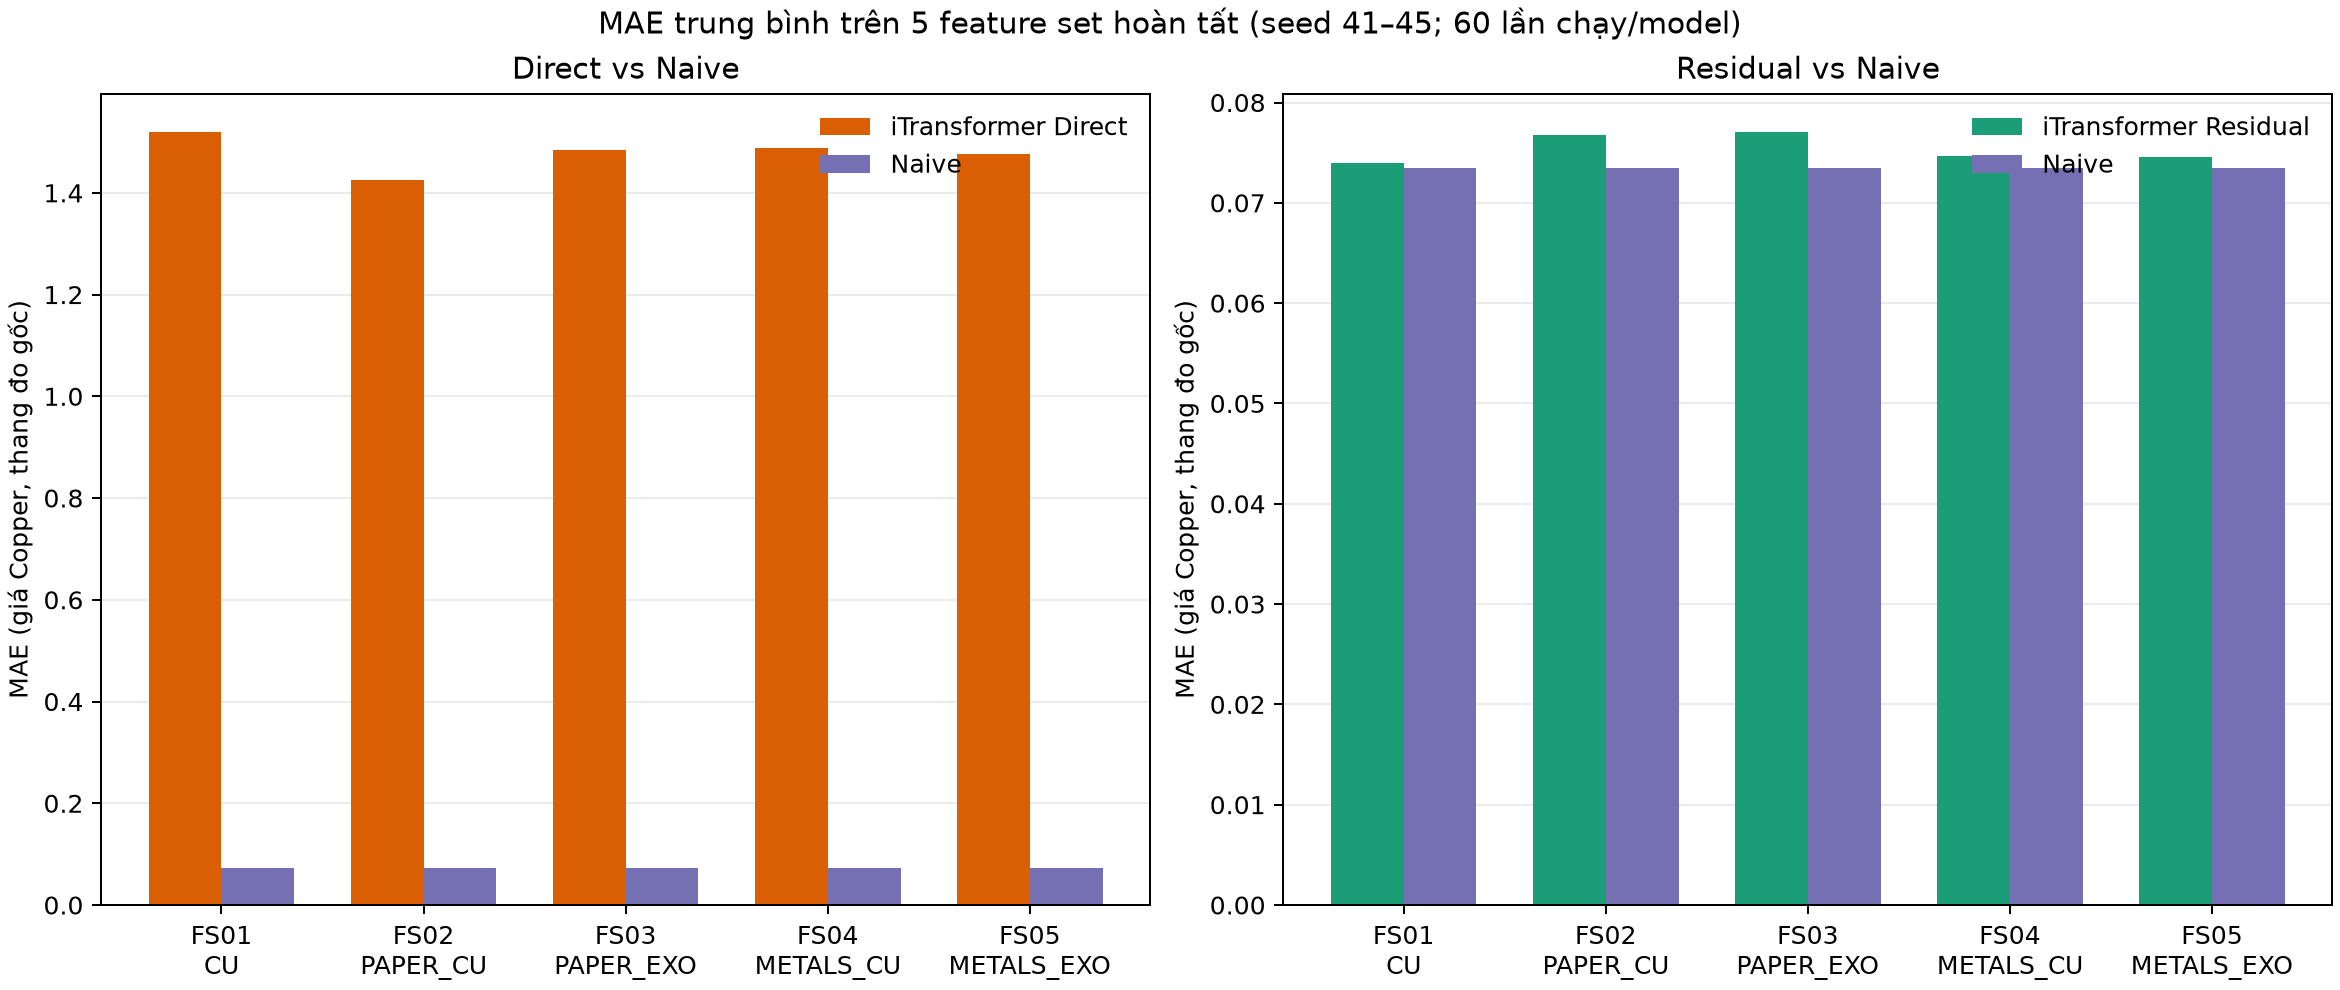 MAE trung bình trên 5 feature set hoàn tất (seed 41–45; 60 lần chạy/model)
Direct vs Naive
MAE (giá Copper, thang đo gốc)
1.4
1.2
1.0
0.8
0.6
0.4
0.2
0.0
iTransformer Direct
Naive
FS01
CU
FS02
PAPER_CU
FS03
PAPER_EXO
FS04
METALS_CU
FS05
METALS_EXO
Residual vs Naive
MAE (giá Copper, thang đo gốc)
0.08
0.07
0.06
0.05
0.04
0.03
0.02
0.01
0.00
iTransformer Residual
Naive
FS01
CU
FS02
PAPER_CU
FS03
PAPER_EXO
FS04
METALS_CU
FS05
METALS_EXO